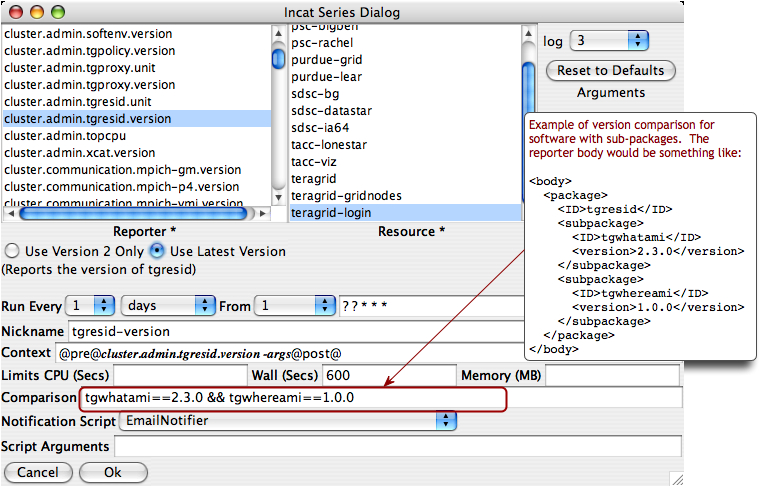 Incat Series Dialog
cluster.admin.softenv.version
cluster.admin.tgpolicy.version
cluster.admin.tgproxy.unit
cluster.admin.tgproxy.version
cluster.admin.tgresid.unit
cluster.admin.tgresid.version
cluster.admin.topcpu
cluster.admin.xcat.version
cluster.communication.mpich-gm.version
cluster.communication.mpich-p4.version
cluster.communication.mpich-vmi.version
psc-bigben
psc-rachel
purdue-grid
purdue-lear
sdsc-bg
sdsc-datastar
sdsc-ia64
tacc-lonestar
tacc-viz
teragrid
teragrid-gridnodes
teragrid-login
log 3
Reset to Defaults
Arguments
Example of version comparison for
software with sub-packages. The
reporter body would be something like:
<body>
<package>
<ID>tgresid</ID>
<subpackage>
<ID>tgwhatami</ID>
<version>2.3.0</version>
</subpackage>
<subpackage>
<ID>tgwhereami</ID>
<version>1.0.0</version>
</subpackage>
</package>
</body>
Reporter * Resource *
Use Version 2 Only Use Latest Version
(Reports the version of tgresid)
Run Every 1 days From 1 ? ? * * *
Nickname tgresid-version
Context @pre@cluster.admin.tgresid.version -args@post@
Limits CPU (Secs) Wall (Secs) 600 Memory (MB)
Comparison tgwhatami==2.3.0 && tgwhereami==1.0.0
Notification Script EmailNotifier
Script Arguments
Cancel Ok